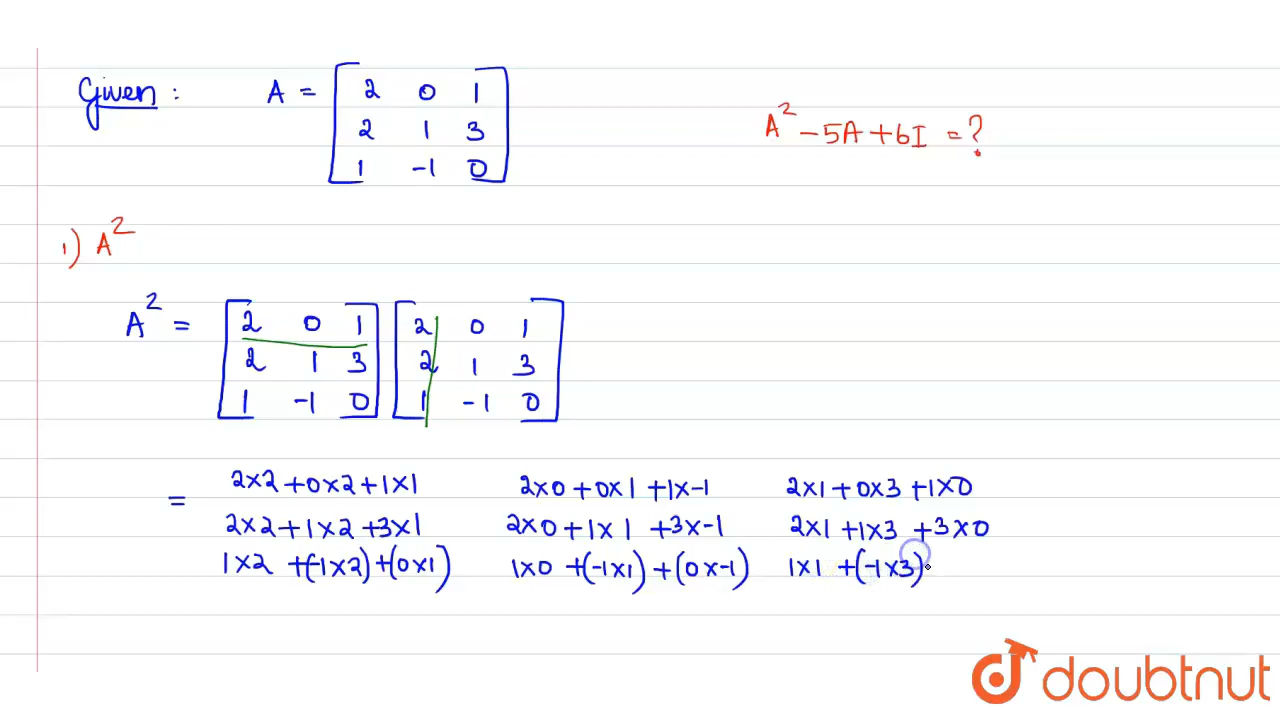 Given : A = [ 2 0 1
2 1 3
1 -1 0 ]
A² - 5A + 6I = ?
1) A²
A² = [ 2 0 1 ] [ 2 0 1 ]
[ 2 1 3 ] [ 2 1 3 ]
[ 1 -1 0 ] [ 1 -1 0 ]
= 2×2 + 0×2 + 1×1 2×0 + 0×1 + 1×-1 2×1 + 0×3 + 1×0
2×2 + 1×2 + 3×1 2×0 + 1×1 + 3×-1 2×1 + 1×3 + 3×0
1×2 + (-1×2) + (0×1) 1×0 + (-1×1) + (0×-1) 1×1 + (-1×3)
doubtnut